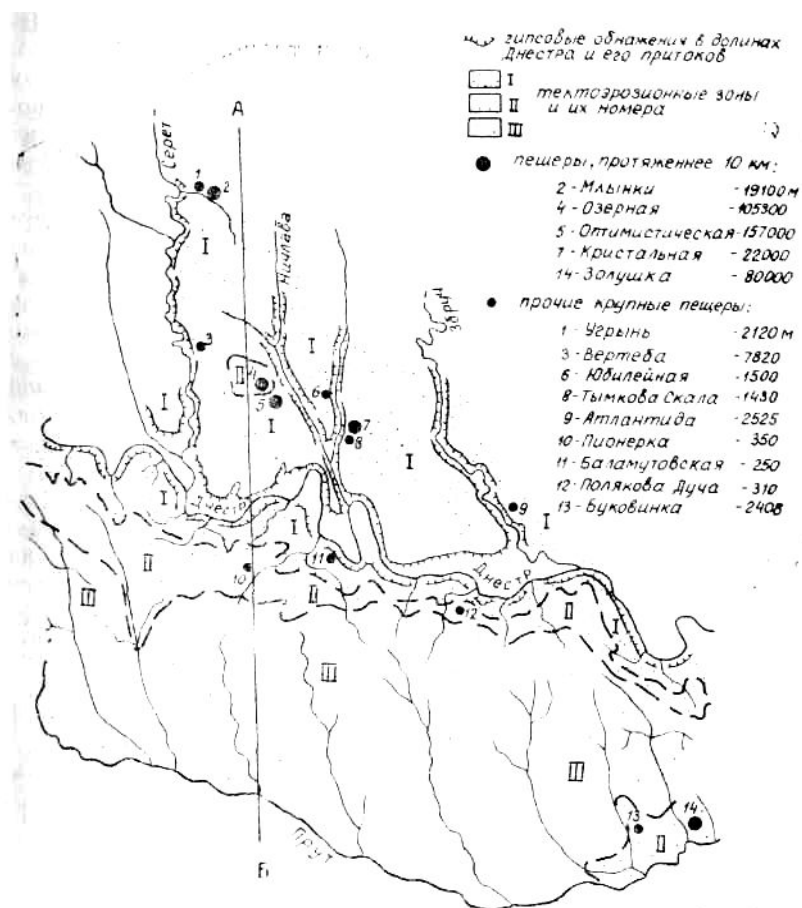 гипсовые обнажения в долинах
Днестра и его притоков
I
II тектоэрозионные зоны
и их номера
III
пещеры, протяженнее 10 км:
2 - Млынки - 19100 м
4 - Озерная - 105300
5 - Оптимистическая - 157000
7 - Кристальная - 22000
14 - Золушка - 80000
прочие крупные пещеры:
1 - Угрынь - 2120 м
3 - Вертеба - 7820
6 - Юбилейная - 1500
8 - Тымкова Скала - 1430
9 - Атлантида - 2525
10 - Пионерка - 350
11 - Баламутовская - 250
12 - Полякова Дуча - 310
13 - Буковинка - 2408
А
Серет
1
2
I
Ничлава
Збруч
3
I
II
4
5
I
6
7
8
I
I
9
I
Днестр
I
I
II
10
11
II
Днестр
12
II
I
III
III
III
13
14
II
Прут
Б